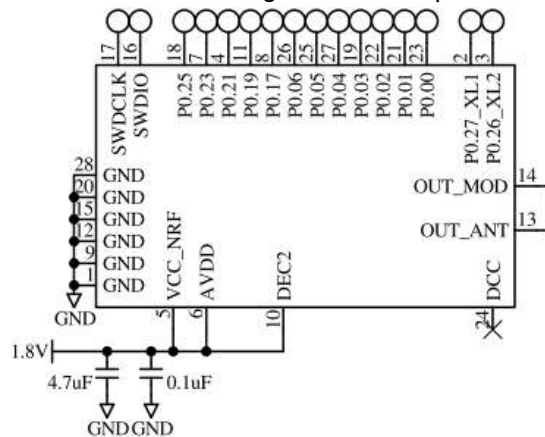 17 16 18 7 4 11 8 26 25 27 19 22 21 23 2 3
SWDCLK
SWDIO
P0.25
P0.23
P0.21
P0.19
P0.17
P0.06
P0.05
P0.04
P0.03
P0.02
P0.01
P0.00
P0.27_XL1
P0.26_XL2
28 GND
20 GND
15 GND
12 GND
9 GND
1 GND
OUT_MOD 14
OUT_ANT 13
VCC_NRF
AVDD
DEC2
DCC
GND
5 6 10 24
1.8V
4.7uF 0.1uF
GND GND